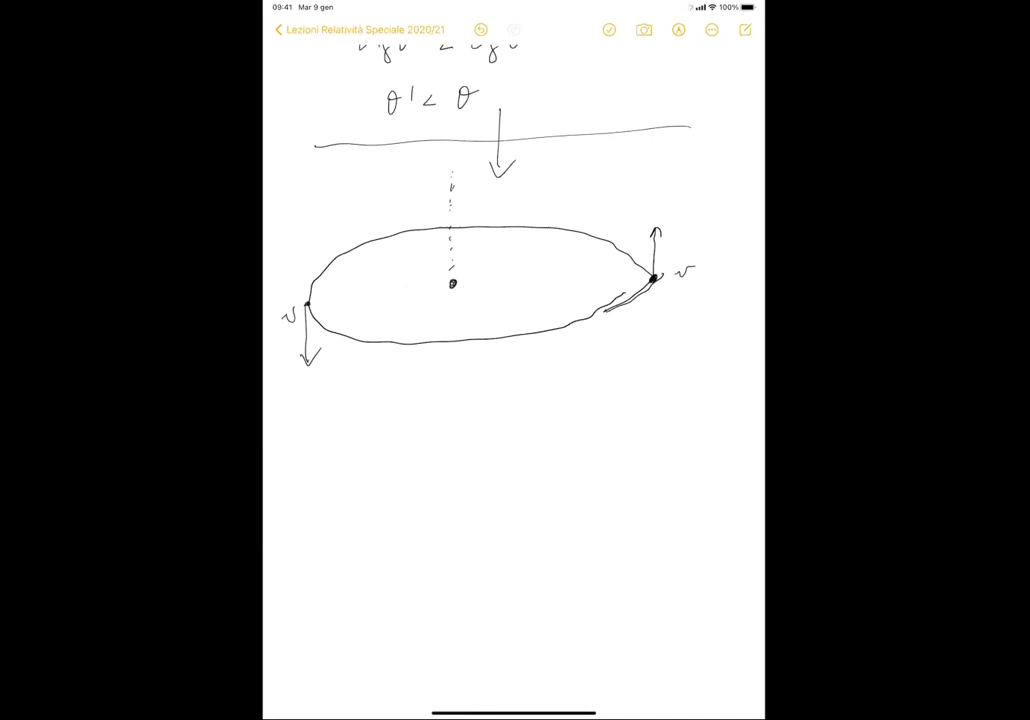 09:41 Mar 9 gen 100%
Lezioni Relatività Speciale 2020/21
θ' < θ
v
v